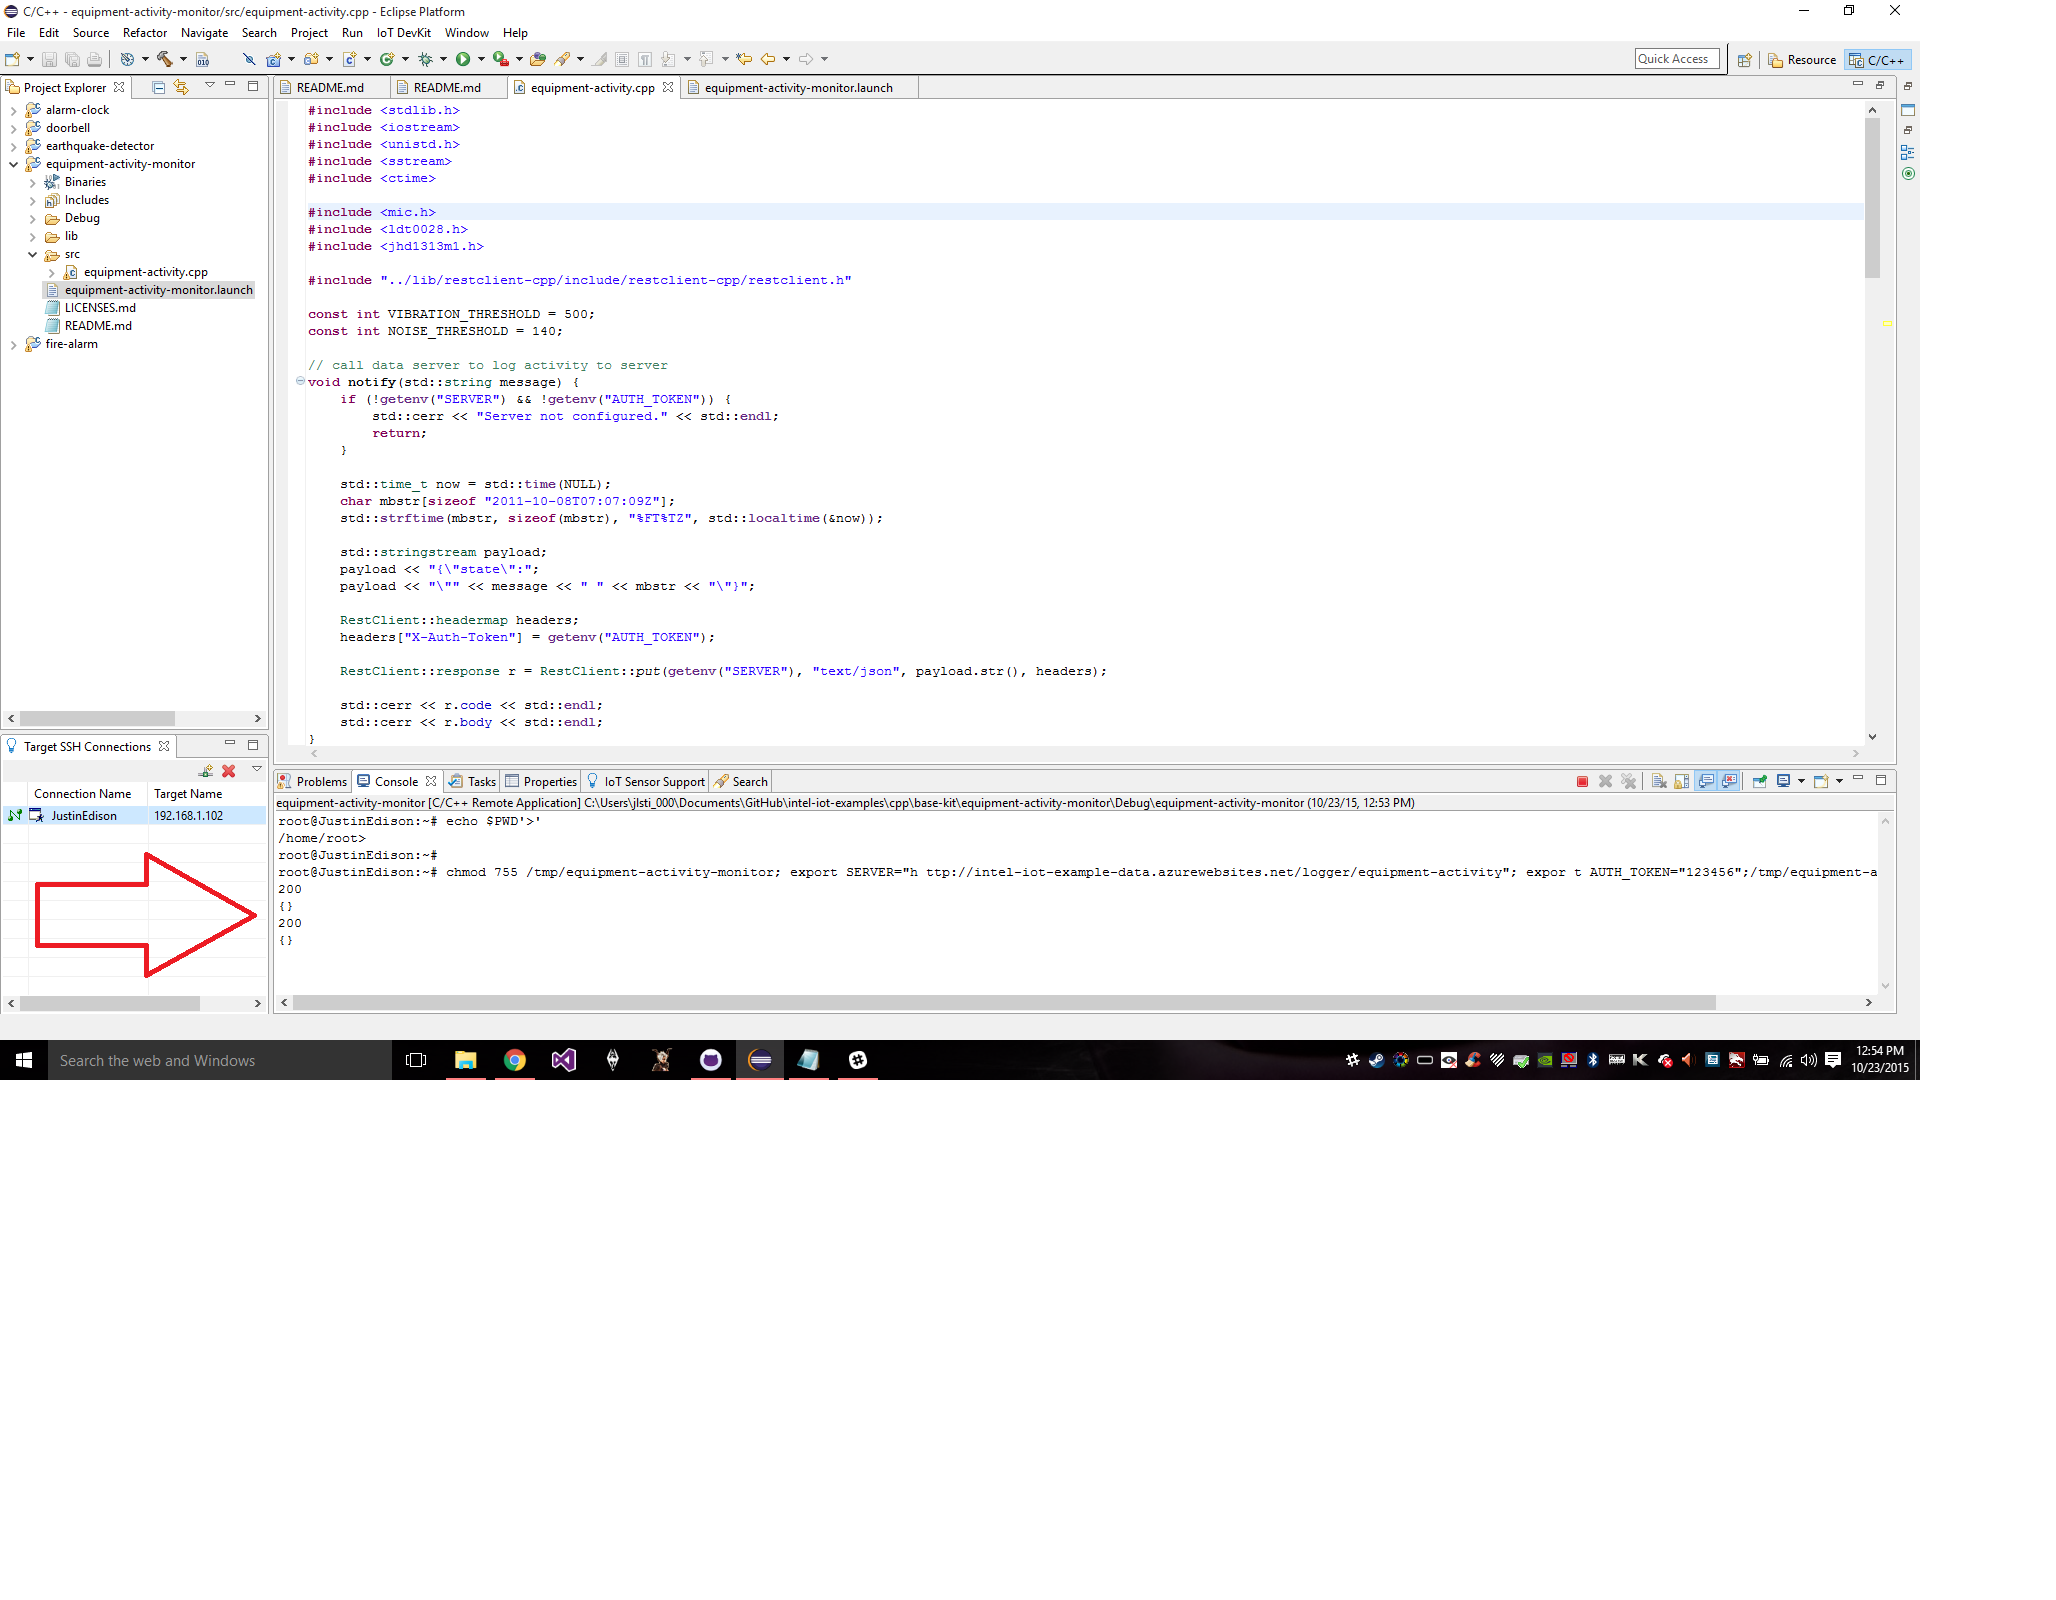 C/C++ - equipment-activity-monitor/src/equipment-activity.cpp - Eclipse Platform
File Edit Source Refactor Navigate Search Project Run IoT DevKit Window Help
Quick Access
Resource
C/C++
Project Explorer
alarm-clock
doorbell
earthquake-detector
equipment-activity-monitor
Binaries
Includes
Debug
lib
src
equipment-activity.cpp
equipment-activity-monitor.launch
LICENSES.md
README.md
fire-alarm
README.md README.md equipment-activity.cpp equipment-activity-monitor.launch
#include <stdlib.h>
#include <iostream>
#include <unistd.h>
#include <sstream>
#include <ctime>
#include <mic.h>
#include <ldt0028.h>
#include <jhd1313m1.h>
#include "../lib/restclient-cpp/include/restclient-cpp/restclient.h"
const int VIBRATION_THRESHOLD = 500;
const int NOISE_THRESHOLD = 140;
// call data server to log activity to server
void notify(std::string message) {
if (!getenv("SERVER") && !getenv("AUTH_TOKEN")) {
std::cerr << "Server not configured." << std::endl;
return;
}
std::time_t now = std::time(NULL);
char mbstr[sizeof "2011-10-08T07:07:09Z"];
std::strftime(mbstr, sizeof(mbstr), "%FT%TZ", std::localtime(&now));
std::stringstream payload;
payload << "{\"state\":";
payload << "\"" << message << " " << mbstr << "\"}";
RestClient::headermap headers;
headers["X-Auth-Token"] = getenv("AUTH_TOKEN");
RestClient::response r = RestClient::put(getenv("SERVER"), "text/json", payload.str(), headers);
std::cerr << r.code << std::endl;
std::cerr << r.body << std::endl;
}
Target SSH Connections
Connection Name Target Name
JustinEdison 192.168.1.102
Problems Console Tasks Properties IoT Sensor Support Search
equipment-activity-monitor [C/C++ Remote Application] C:\Users\jlsti_000\Documents\GitHub\intel-iot-examples\cpp\base-kit\equipment-activity-monitor\Debug\equipment-activity-monitor (10/23/15, 12:53 PM)
root@JustinEdison:~# echo $PWD'>'
/home/root>
root@JustinEdison:~#
root@JustinEdison:~# chmod 755 /tmp/equipment-activity-monitor; export SERVER="h ttp://intel-iot-example-data.azurewebsites.net/logger/equipment-activity"; expor t AUTH_TOKEN="123456";/tmp/equipment-a
200
{}
200
{}
Search the web and Windows
12:54 PM
10/23/2015